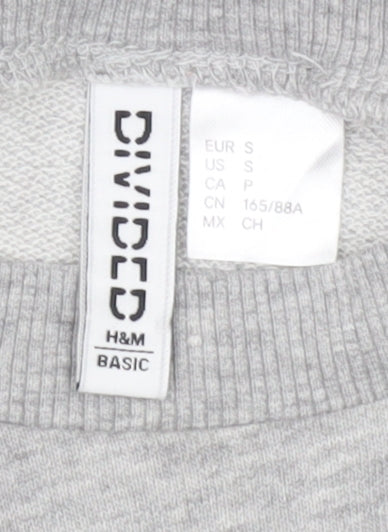 DIVIDED
H&M
BASIC
EUR S
US S
CA P
CN 165/88A
MX CH